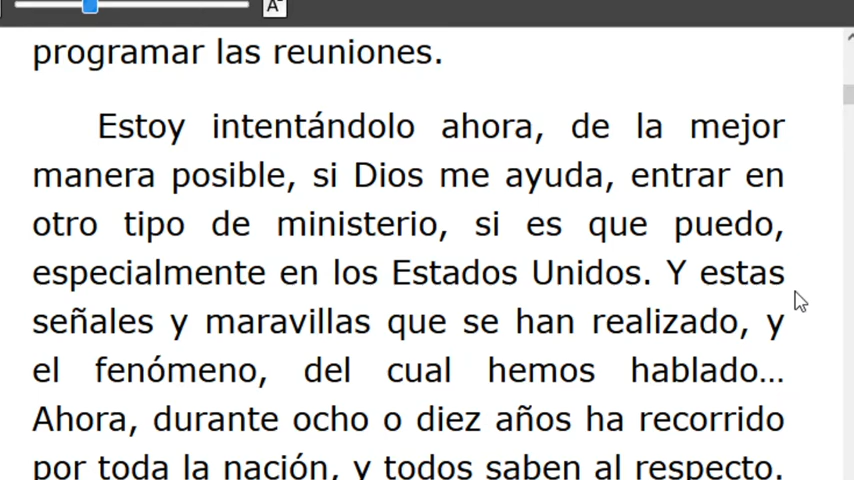 A
programar las reuniones.
Estoy intentándolo ahora, de la mejor
manera posible, si Dios me ayuda, entrar en
otro tipo de ministerio, si es que puedo,
especialmente en los Estados Unidos. Y estas
señales y maravillas que se han realizado, y
el fenómeno, del cual hemos hablado...
Ahora, durante ocho o diez años ha recorrido
por toda la nación, y todos saben al respecto.